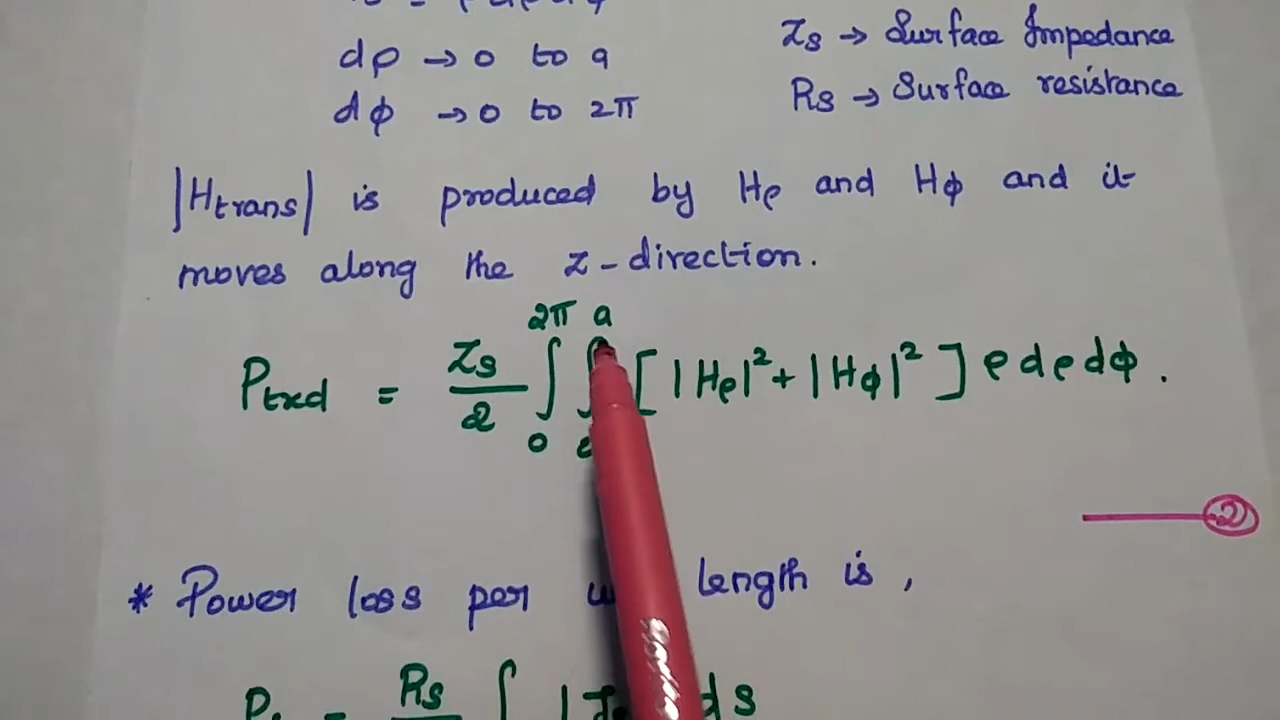 dρ → 0 to a
dφ → 0 to 2π
Zs → Surface Impedance
Rs → Surface resistance
|Htrans| is produced by Hρ and Hφ and it
moves along the z-direction.
Ptxd = Zs/2 ∫0^2π ∫^a [|Hρ|² + |Hφ|²] ρ dρ dφ.
2
* Power loss per length is,
Rs ∫ | ds